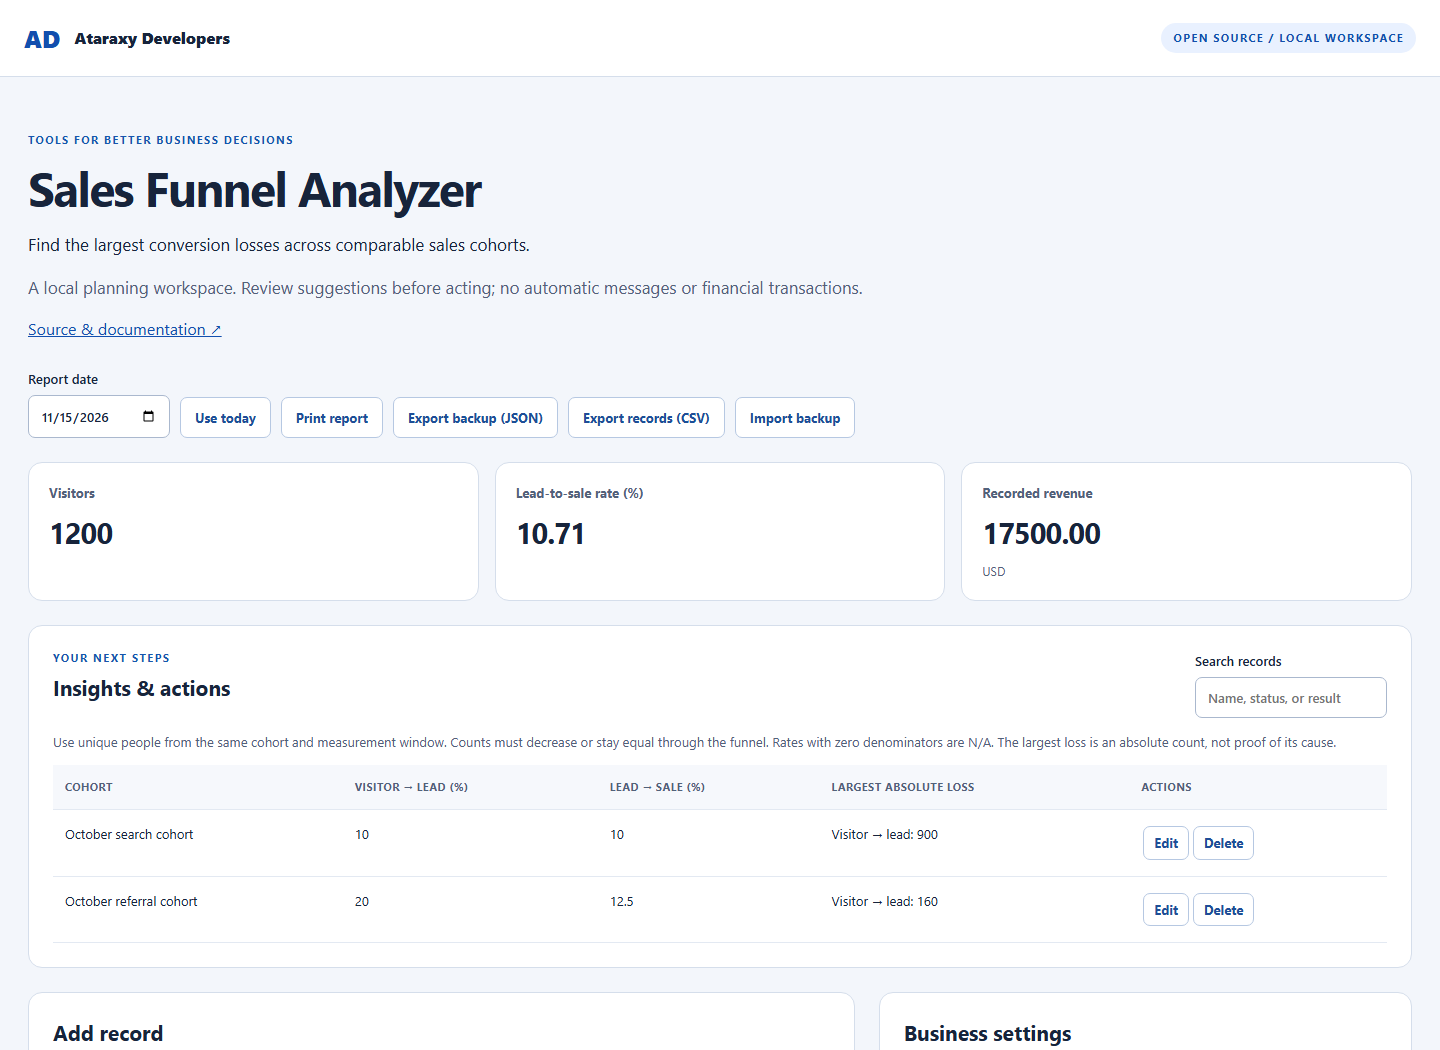 AD Ataraxy Developers
OPEN SOURCE / LOCAL WORKSPACE
TOOLS FOR BETTER BUSINESS DECISIONS
Sales Funnel Analyzer
Find the largest conversion losses across comparable sales cohorts.
A local planning workspace. Review suggestions before acting; no automatic messages or financial transactions.
Source & documentation ↗
Report date
11/15/2026 Use today Print report Export backup (JSON) Export records (CSV) Import backup
Visitors
1200
Lead-to-sale rate (%)
10.71
Recorded revenue
17500.00
USD
YOUR NEXT STEPS
Insights & actions
Search records
Name, status, or result
Use unique people from the same cohort and measurement window. Counts must decrease or stay equal through the funnel. Rates with zero denominators are N/A. The largest loss is an absolute count, not proof of its cause.
COHORT VISITOR → LEAD (%) LEAD → SALE (%) LARGEST ABSOLUTE LOSS ACTIONS
October search cohort 10 10 Visitor → lead: 900 Edit Delete
October referral cohort 20 12.5 Visitor → lead: 160 Edit Delete
Add record
Business settings